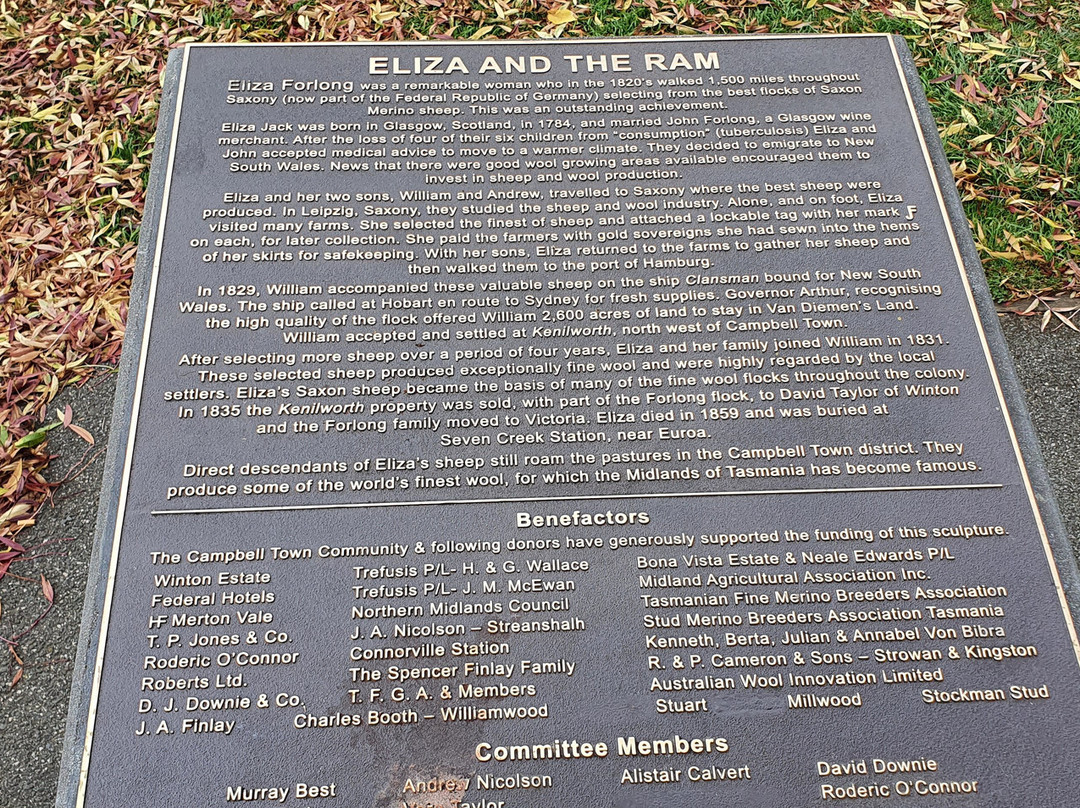 ELIZA AND THE RAM
Eliza Forlong was a remarkable woman who in the 1820's walked 1,500 miles throughout
Saxony (now part of the Federal Republic of Germany) selecting from the best flocks of Saxon
Merino sheep. This was an outstanding achievement.
Eliza Jack was born in Glasgow, Scotland, in 1784, and married John Forlong, a Glasgow wine
merchant. After the loss of four of their six children from "consumption" (tuberculosis) Eliza and
John accepted medical advice to move to a warmer climate. They decided to emigrate to New
South Wales. News that there were good wool growing areas available encouraged them to
invest in sheep and wool production.
Eliza and her two sons, William and Andrew, travelled to Saxony where the best sheep were
produced. In Leipzig, Saxony, they studied the sheep and wool industry. Alone, and on foot, Eliza
visited many farms. She selected the finest of sheep and attached a lockable tag with her mark F
on each, for later collection. She paid the farmers with gold sovereigns she had sewn into the hems
of her skirts for safekeeping. With her sons, Eliza returned to the farms to gather her sheep and
then walked them to the port of Hamburg.
In 1829, William accompanied these valuable sheep on the ship Clansman bound for New South
Wales. The ship called at Hobart en route to Sydney for fresh supplies. Governor Arthur, recognising
the high quality of the flock offered William 2,600 acres of land to stay in Van Diemen's Land.
William accepted and settled at Kenilworth, north west of Campbell Town.
After selecting more sheep over a period of four years, Eliza and her family joined William in 1831.
These selected sheep produced exceptionally fine wool and were highly regarded by the local
settlers. Eliza's Saxon sheep became the basis of many of the fine wool flocks throughout the colony.
In 1835 the Kenilworth property was sold, with part of the Forlong flock, to David Taylor of Winton
and the Forlong family moved to Victoria. Eliza died in 1859 and was buried at
Seven Creek Station, near Euroa.
Direct descendants of Eliza's sheep still roam the pastures in the Campbell Town district. They
produce some of the world's finest wool, for which the Midlands of Tasmania has become famous.
Benefactors
The Campbell Town Community & following donors have generously supported the funding of this sculpture.
Winton Estate Trefusis P/L- H. & G. Wallace Bona Vista Estate & Neale Edwards P/L
Federal Hotels Trefusis P/L- J. M. McEwan Midland Agricultural Association Inc.
HF Merton Vale Northern Midlands Council Tasmanian Fine Merino Breeders Association
T. P. Jones & Co. J. A. Nicolson – Streanshalh Stud Merino Breeders Association Tasmania
Roderic O'Connor Connorville Station Kenneth, Berta, Julian & Annabel Von Bibra
Roberts Ltd. The Spencer Finlay Family R. & P. Cameron & Sons – Strowan & Kingston
D. J. Downie & Co. T. F. G. A. & Members Australian Wool Innovation Limited
J. A. Finlay Charles Booth – Williamwood Stuart Millwood Stockman Stud
Committee Members
Murray Best Andrew Nicolson Alistair Calvert David Downie
Taylor Roderic O'Connor